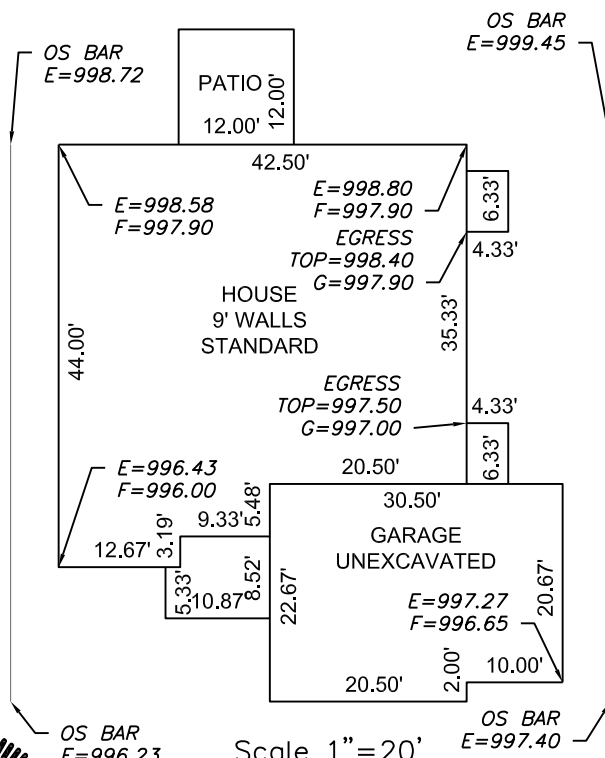 OS BAR
E=998.72
OS BAR
E=999.45
PATIO
12.00'
12.00'
42.50'
E=998.58
F=997.90
E=998.80
F=997.90
6.33'
4.33'
EGRESS
TOP=998.40
G=997.90
HOUSE
9' WALLS
STANDARD
44.00'
35.33'
EGRESS
TOP=997.50
G=997.00
4.33'
6.33'
E=996.43
F=996.00
20.50'
30.50'
5.48'
9.33'
3.19'
12.67'
GARAGE
UNEXCAVATED
5.33'
10.87'
8.52'
22.67'
20.67'
E=997.27
F=996.65
10.00'
2.00'
20.50'
OS BAR
E=996.23
Scale 1"=20'
OS BAR
E=997.40